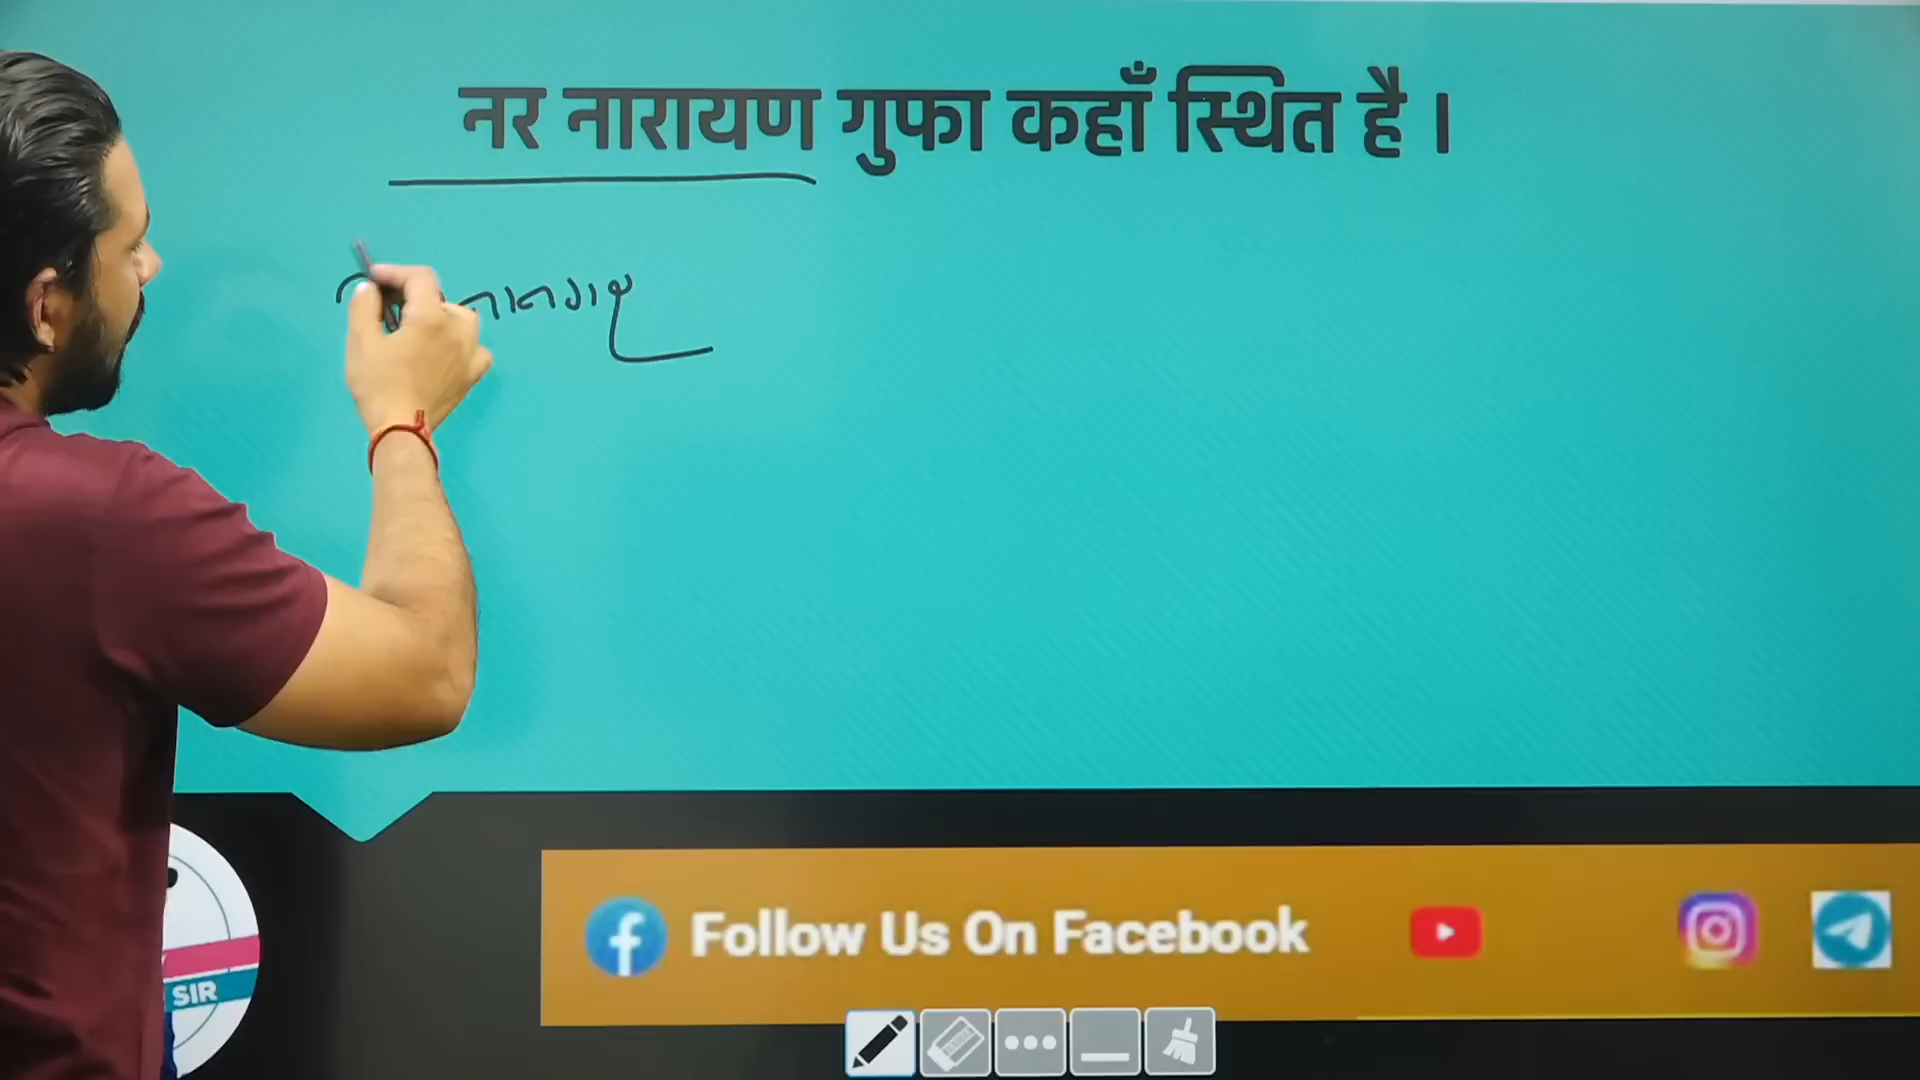 नर नारायण गुफा कहाँ स्थित है ।
Follow Us On Facebook
SIR